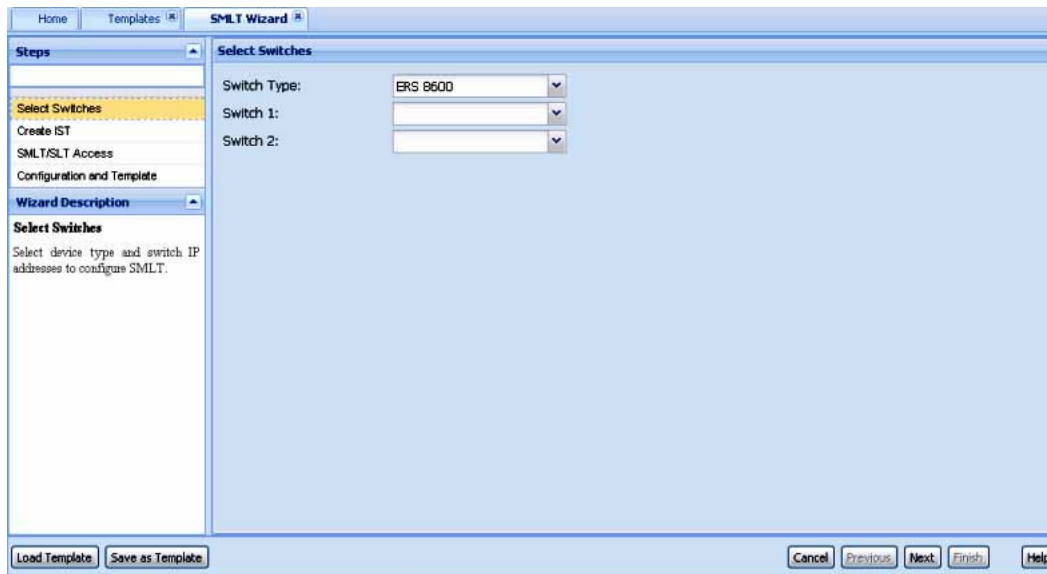 Home Templates SMLT Wizard
Steps
Select Switches
Create IST
SMLT/SLT Access
Configuration and Template
Wizard Description
Select Switches
Select device type and switch IP
addresses to configure SMLT.
Select Switches
Switch Type: ERS 8600
Switch 1:
Switch 2:
Load Template Save as Template Cancel Previous Next Finish Help